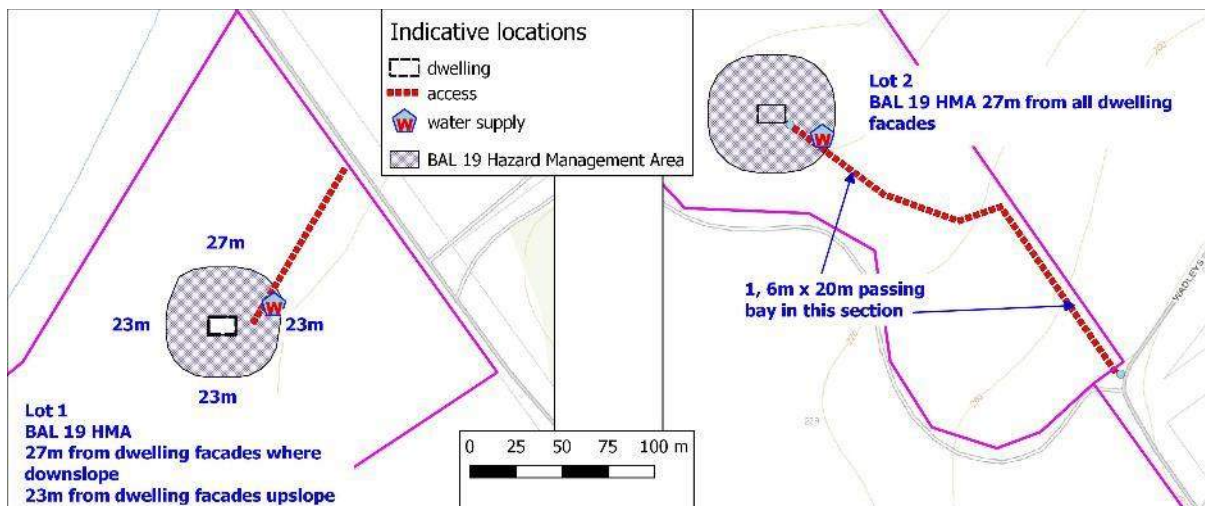 Indicative locations
dwelling
access
W
water supply
BAL 19 Hazard Management Area
27m
23m
W
23m
23m
Lot 1
BAL 19 HMA
27m from dwelling facades where
downslope
23m from dwelling facades upslope
0 25 50 75 100 m
W
Lot 2
BAL 19 HMA 27m from all dwelling
facades
1, 6m x 20m passing
bay in this section
200